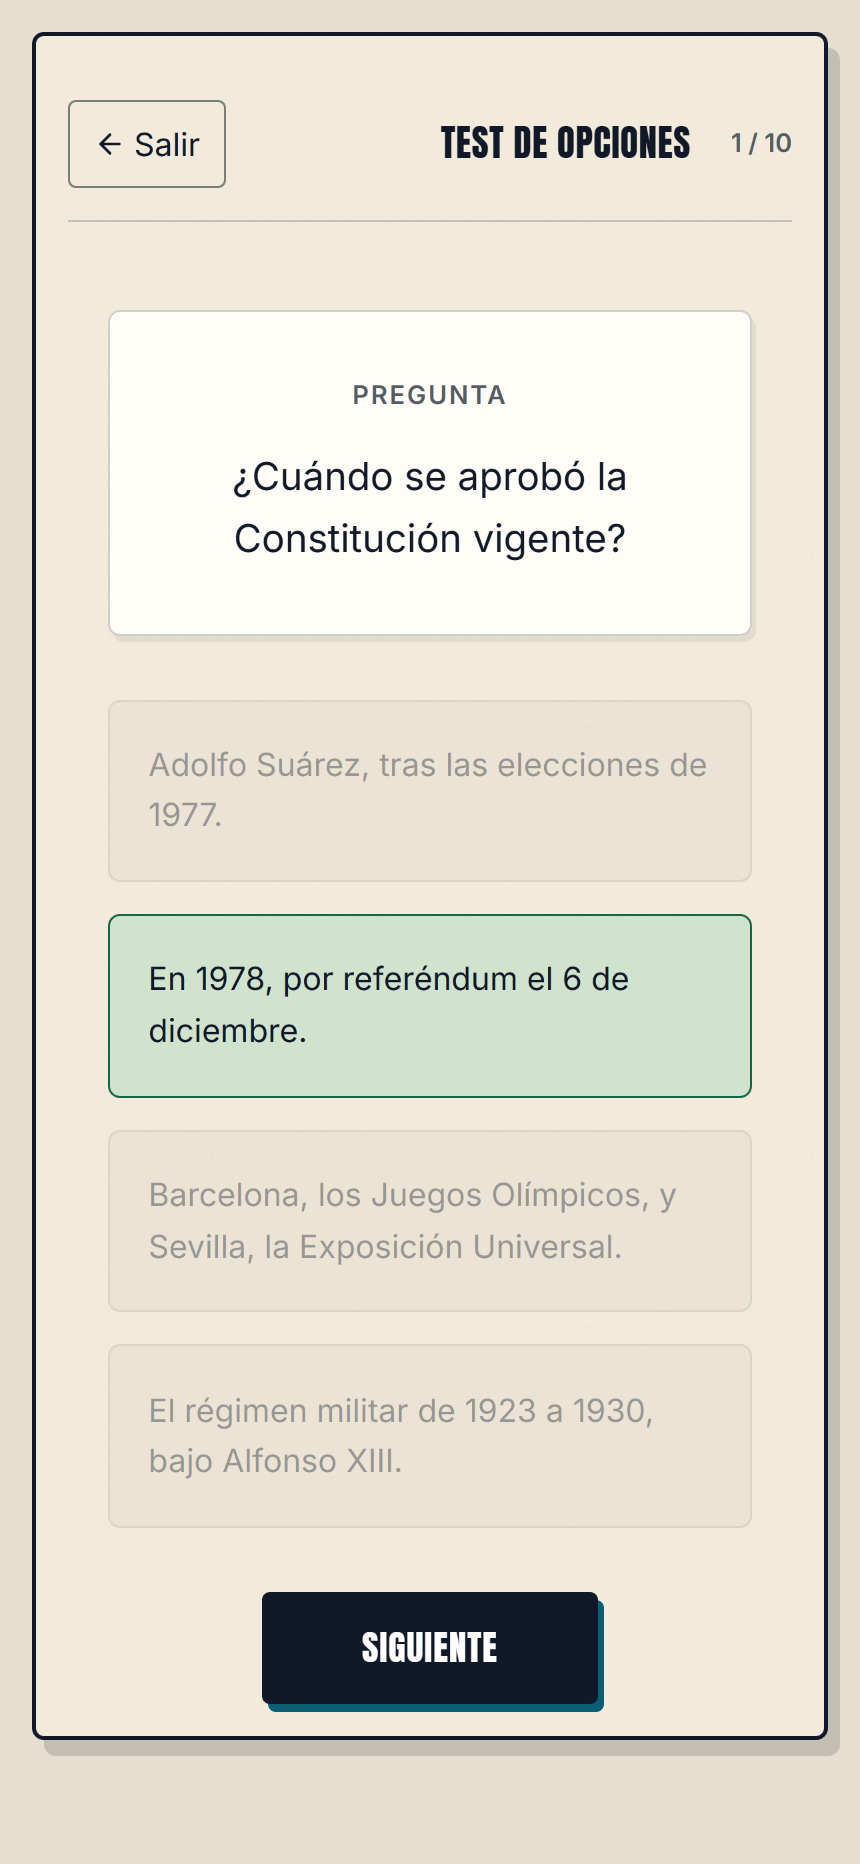 ← Salir
TEST DE OPCIONES
1 / 10
PREGUNTA
¿Cuándo se aprobó la
Constitución vigente?
Adolfo Suárez, tras las elecciones de
1977.
En 1978, por referéndum el 6 de
diciembre.
Barcelona, los Juegos Olímpicos, y
Sevilla, la Exposición Universal.
El régimen militar de 1923 a 1930,
bajo Alfonso XIII.
SIGUIENTE